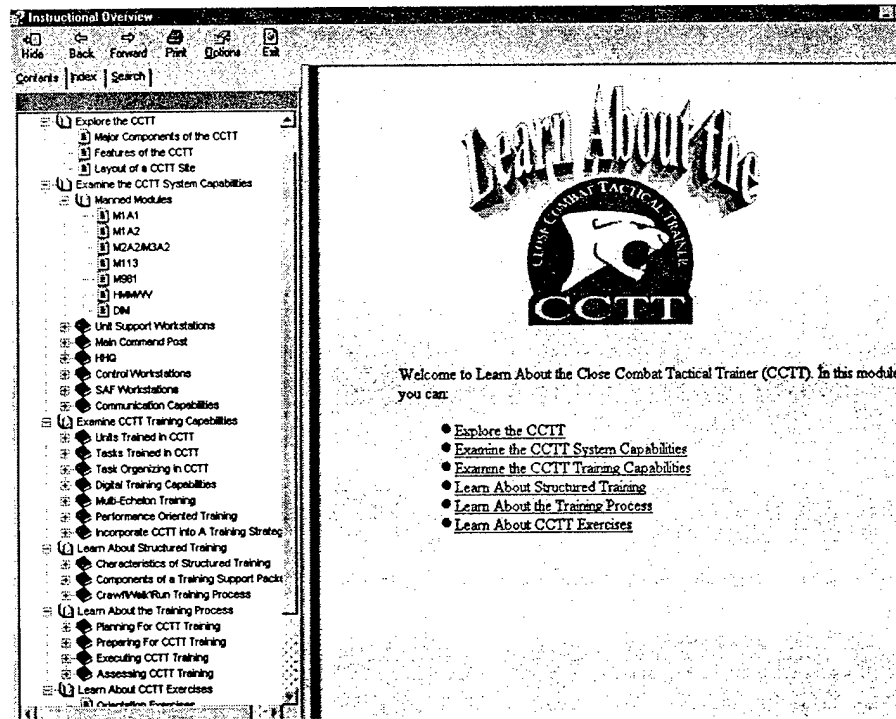 Instructional Overview
Hide Back Forward Print Options Exit
Contents Index Search
Explore the CCTT
Major Components of the CCTT
Features of the CCTT
Layout of a CCTT Site
Examine the CCTT System Capabilities
Manned Modules
M1A1
M1A2
M2A2/M3A2
M113
M981
HMMWV
DIM
Unit Support Workstations
Main Command Post
HHQ
Control Workstations
SAF Workstations
Communication Capabilities
Examine CCTT Training Capabilities
Units Trained In CCTT
Tasks Trained in CCTT
Task Organizing In CCTT
Digital Training Capabilities
Multi-Echelon Training
Performance Oriented Training
Incorporate CCTT into A Training Strateg
Learn About Structured Training
Characteristics of Structured Training
Components of a Training Support Packa
Crawl/Walk/Run Training Process
Learn About the Training Process
Planning For CCTT Training
Preparing For CCTT Training
Executing CCTT Training
Assessing CCTT Training
Learn About CCTT Exercises
Orientation Exercises
Learn About the
CLOSE COMBAT TACTICAL TRAINER
CCTT
Welcome to Learn About the Close Combat Tactical Trainer (CCTT). In this module
you can:
Explore the CCTT
Examine the CCTT System Capabilities
Examine the CCTT Training Capabilities
Learn About Structured Training
Learn About the Training Process
Learn About CCTT Exercises